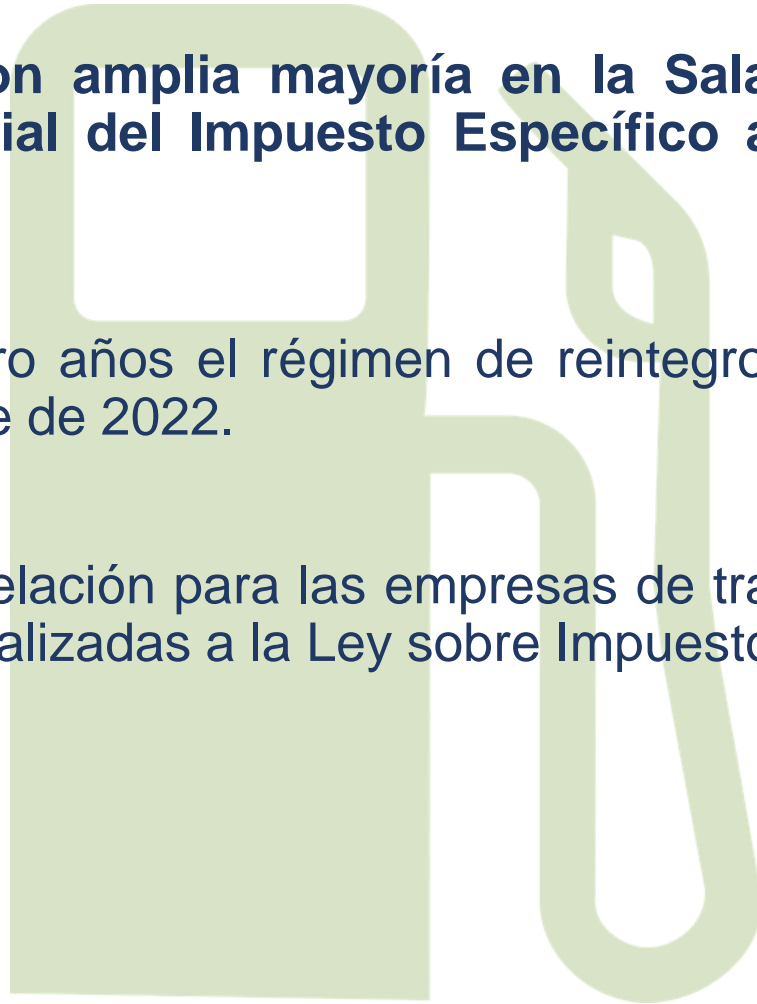 on amplia mayoría en la Sala
cial del Impuesto Específico a
ro años el régimen de reintegro
e de 2022.
elación para las empresas de tra
alizadas a la Ley sobre Impuesto